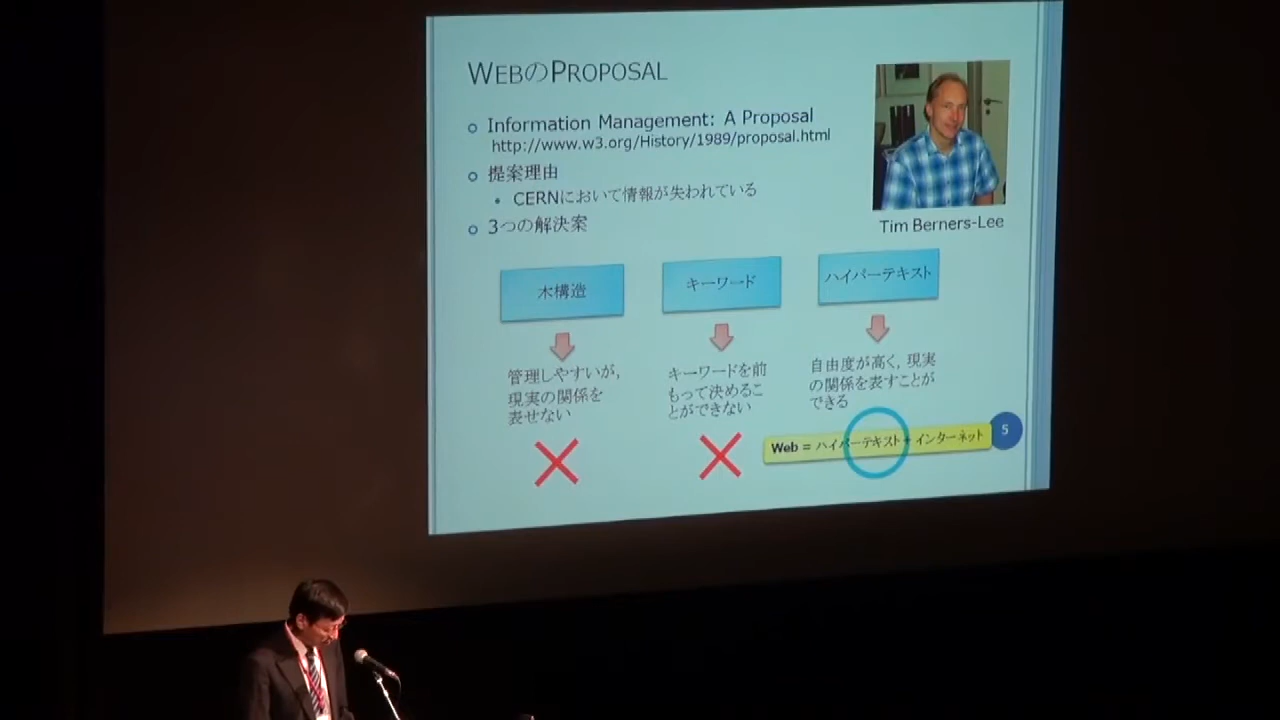 WEBのPROPOSAL
Information Management: A Proposal
http://www.w3.org/History/1989/proposal.html
提案理由
CERNにおいて情報が失われている
3つの解決案
Tim Berners-Lee
木構造
キーワード
ハイパーテキスト
管理しやすいが,
現実の関係を
表せない
キーワードを前
もって決めるこ
とができない
自由度が高く, 現実
の関係を表すことが
できる
Web = ハイパーテキスト + インターネット
5